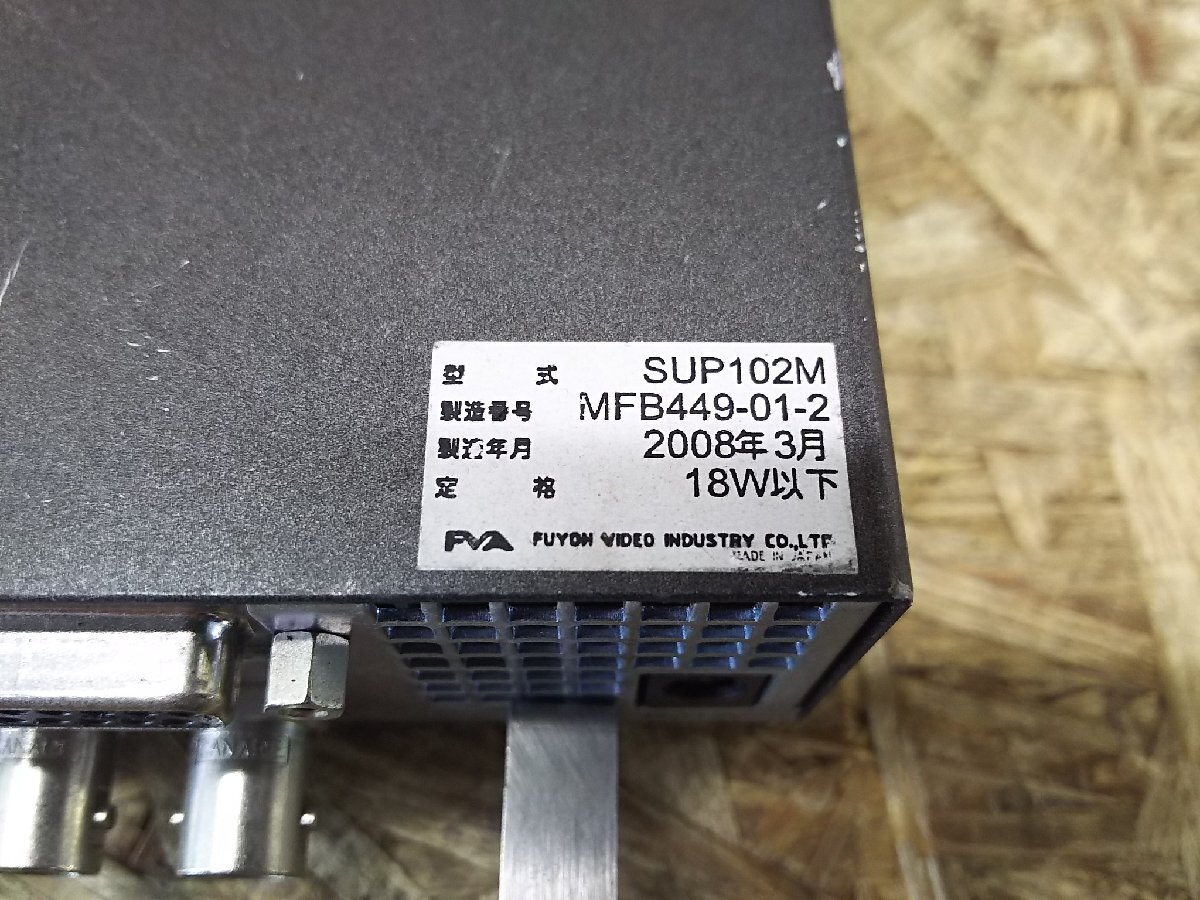 型 式 SUP102M
製造番号 MFB449-01-2
製造年月 2008年3月
定 格 18W以下
FVA FUYOH VIDEO INDUSTRY CO.,LTD
MADE IN JAPAN
CANARE